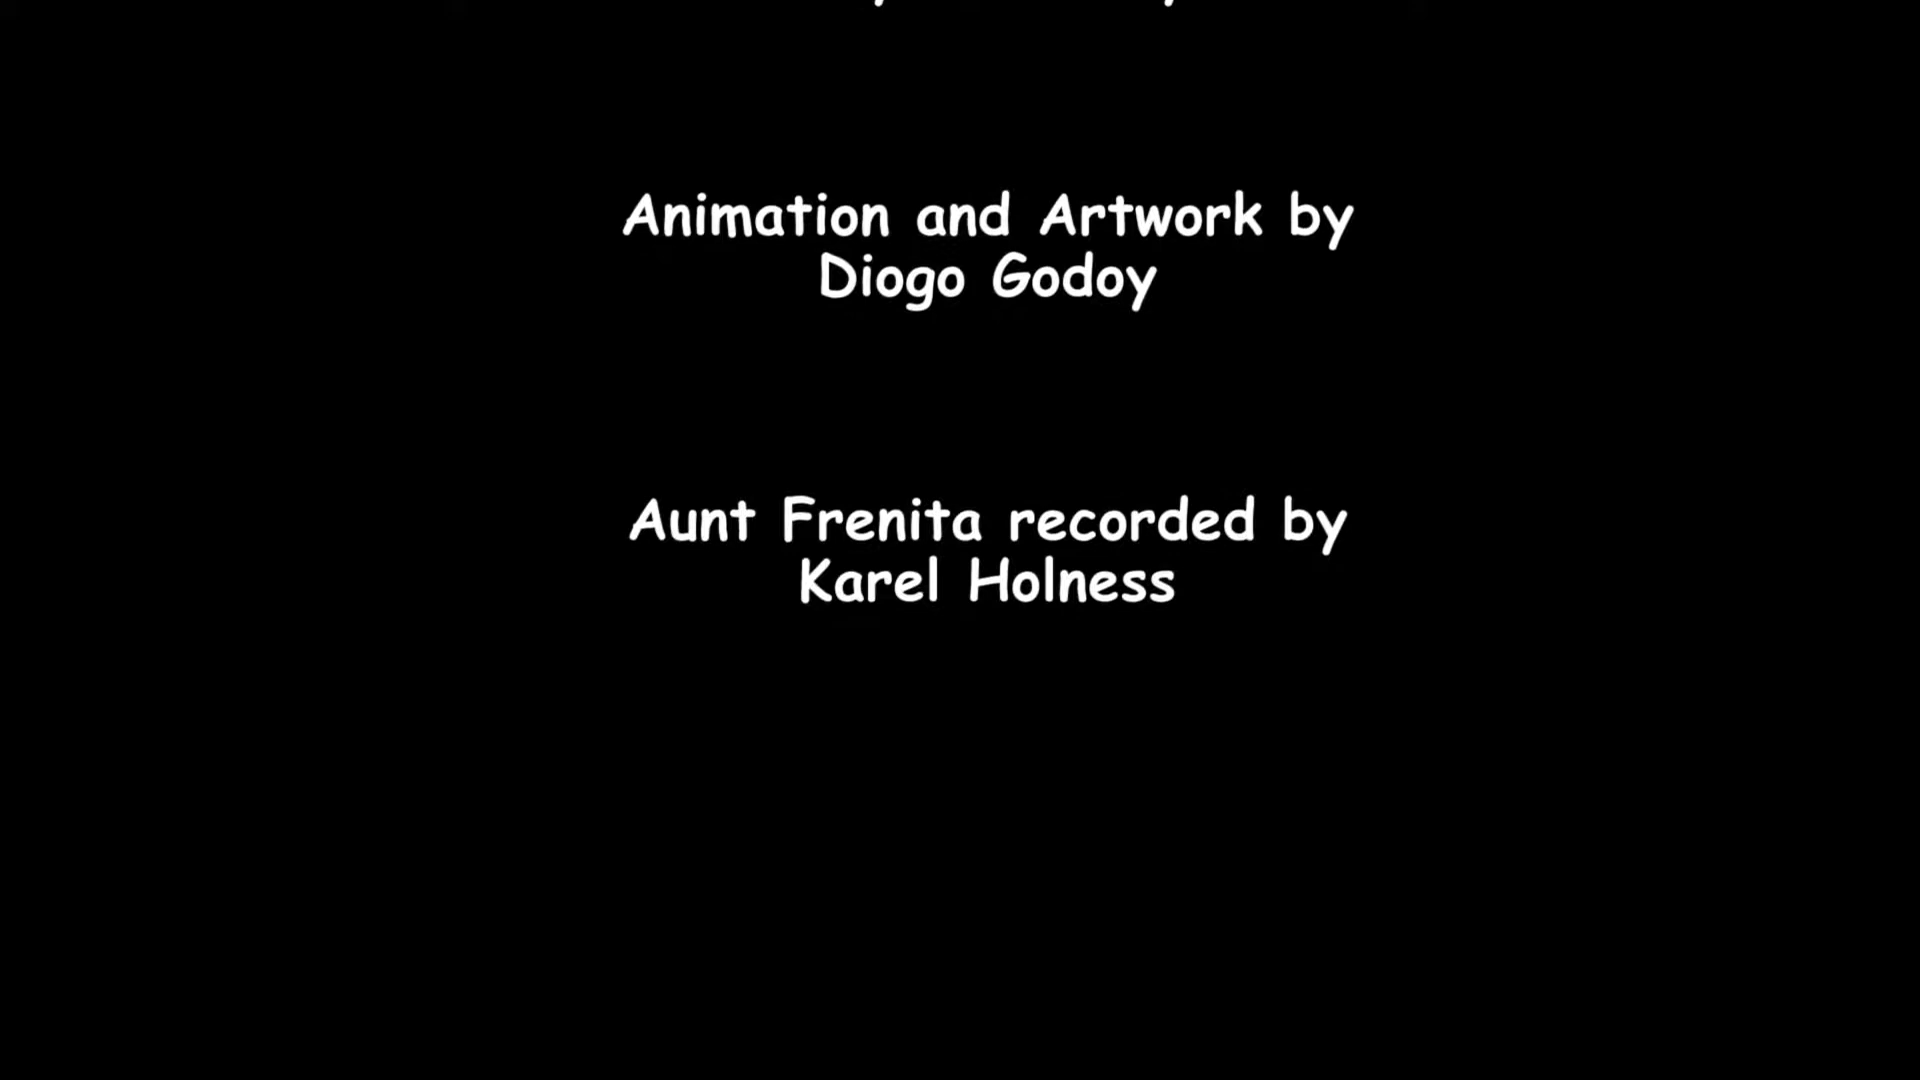 Animation and Artwork by
Diogo Godoy
Aunt Frenita recorded by
Karel Holness